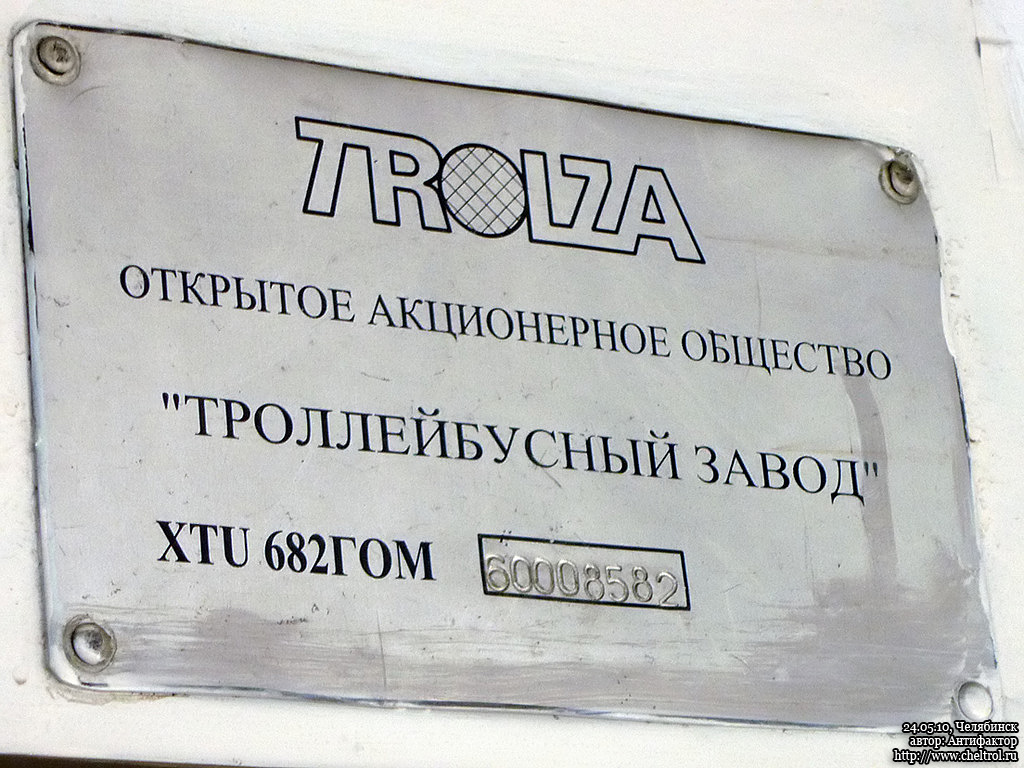 TROLZA
ОТКРЫТОЕ АКЦИОНЕРНОЕ ОБЩЕСТВО
"ТРОЛЛЕЙБУСНЫЙ ЗАВОД"
XTU 682ГОМ 60008582
24.05.10, Челябинск
автор: Антифактор
http://www.cheltrol.ru